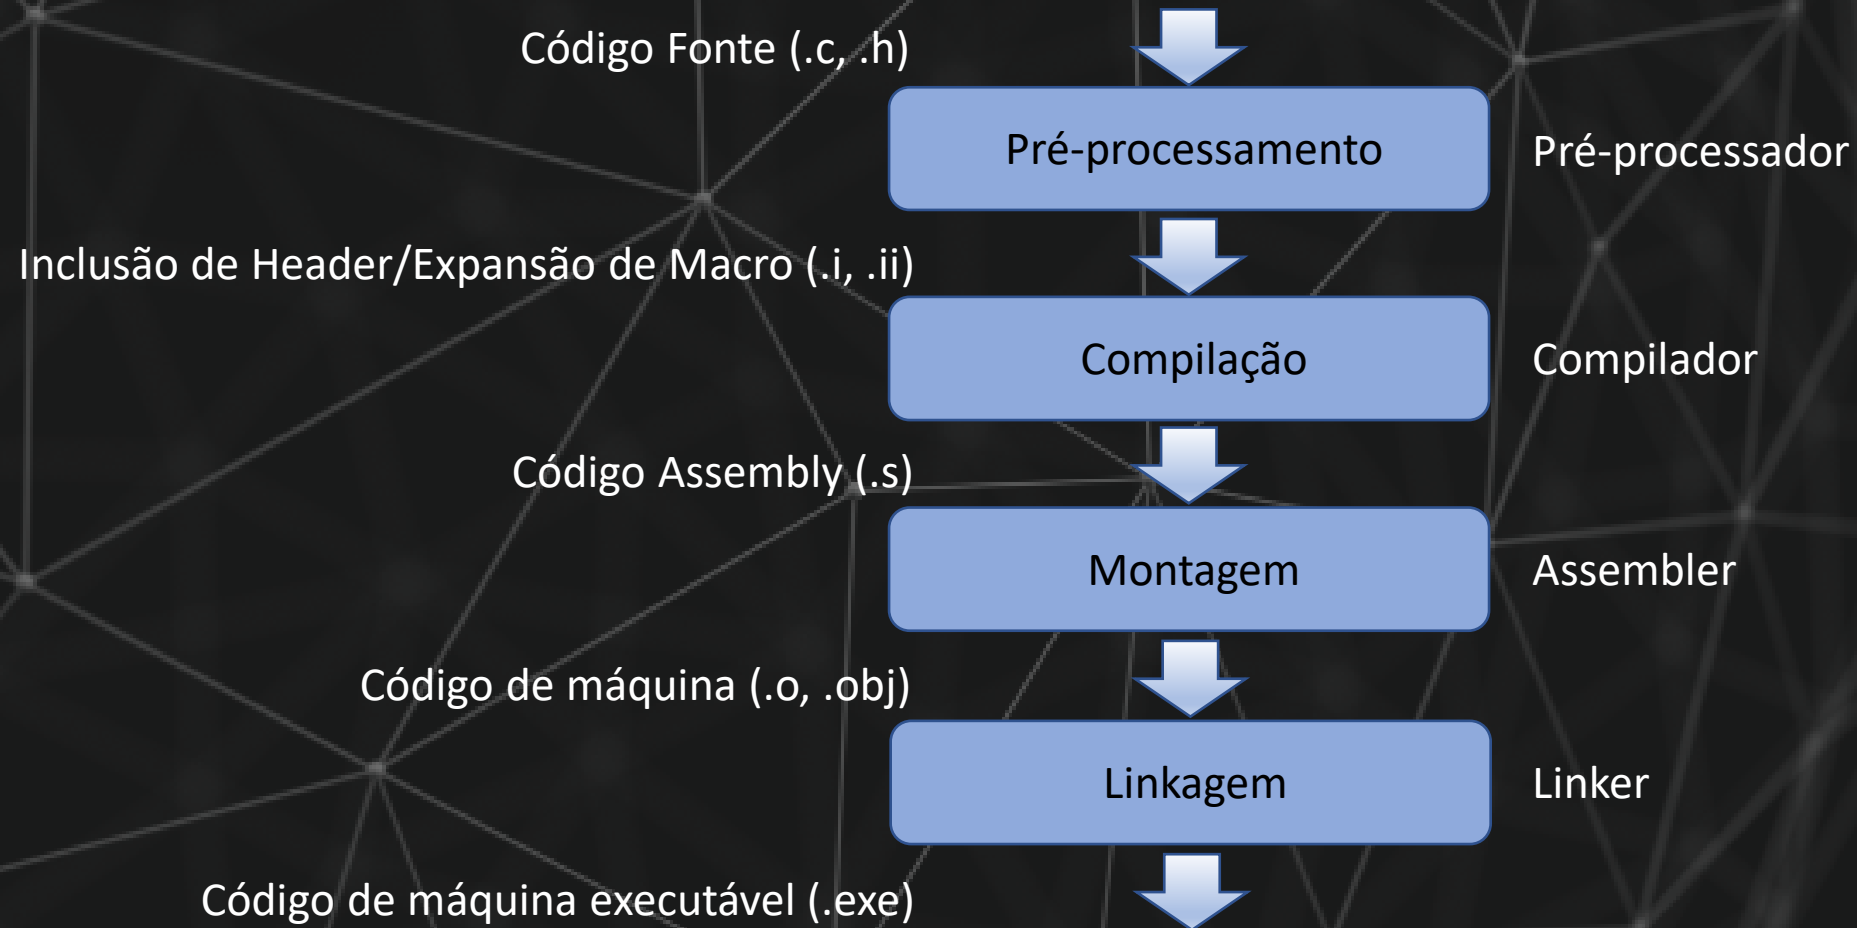 Código Fonte (.c, .h)
Pré-processamento
Pré-processador
Inclusão de Header/Expansão de Macro (.i, .ii)
Compilação
Compilador
Código Assembly (.s)
Montagem
Assembler
Código de máquina (.o, .obj)
Linkagem
Linker
Código de máquina executável (.exe)